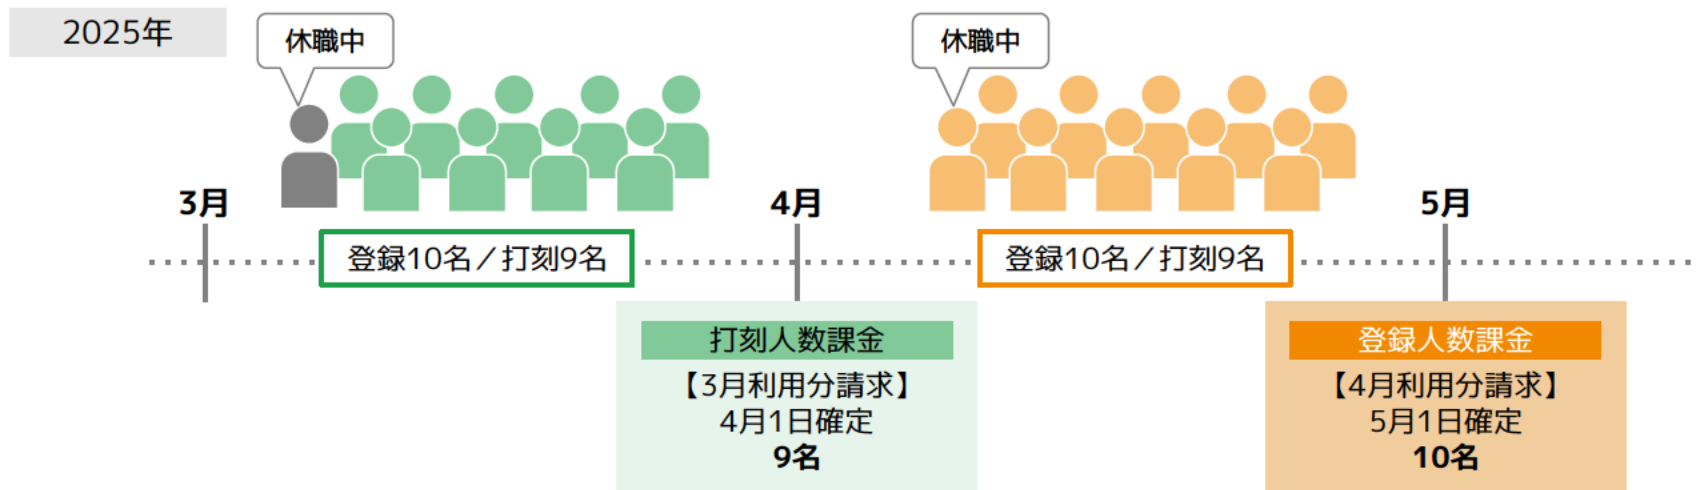 2025年
休職中
休職中
3月
4月
5月
登録10名／打刻9名
登録10名／打刻9名
打刻人数課金
【3月利用分請求】
4月1日確定
9名
登録人数課金
【4月利用分請求】
5月1日確定
10名